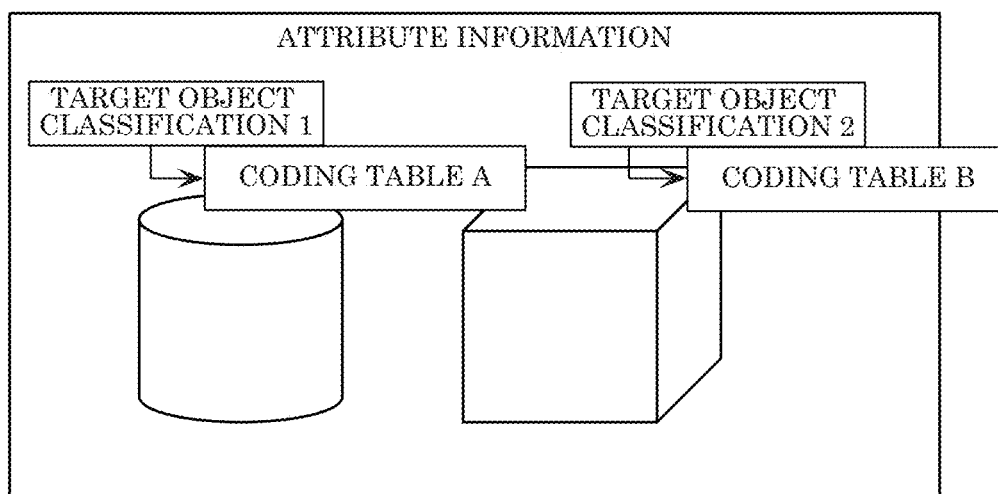 ATTRIBUTE INFORMATION
TARGET OBJECT
CLASSIFICATION 1
CODING TABLE A
TARGET OBJECT
CLASSIFICATION 2
CODING TABLE B